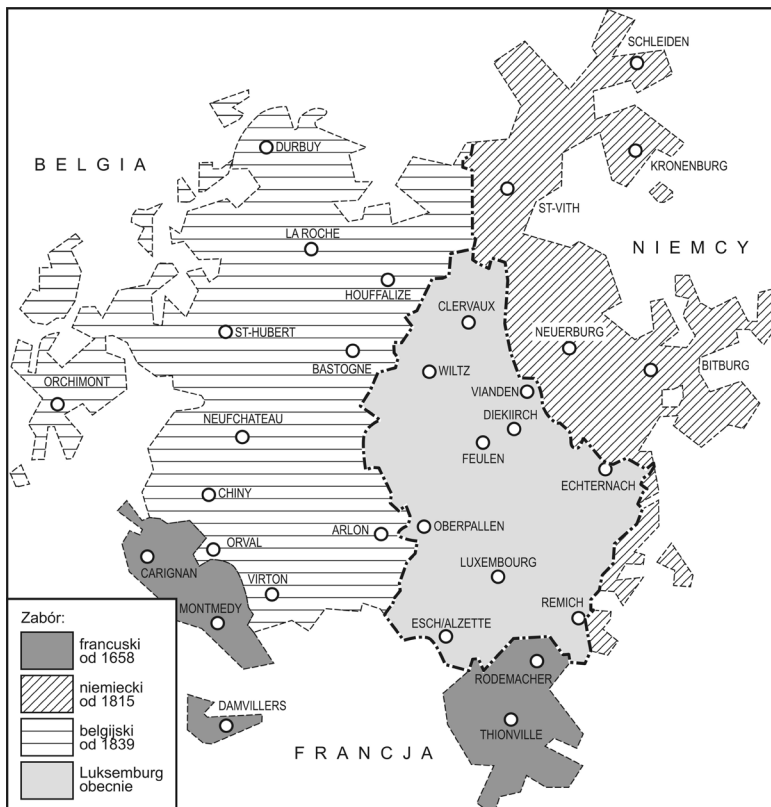 SCHLEIDEN
BELGIA
DURBUY
KRONENBURG
ST-VITH
LA ROCHE
NIEMCY
HOUFFALIZE
CLERVAUX
ST-HUBERT
NEUERBURG
BASTOGNE
WILTZ
BITBURG
ORCHIMONT
VIANDEN
DIEKIRCH
NEUFCHATEAU
FEULEN
ECHTERNACH
CHINY
ARLON
OBERPALLEN
ORVAL
CARIGNAN
LUXEMBOURG
VIRTON
MONTMEDY
REMICH
ESCH/ALZETTE
RODEMACHER
DAMVILLERS
THIONVILLE
FRANCJA
Zabór:
francuski
od 1658
niemiecki
od 1815
belgijski
od 1839
Luksemburg
obecnie